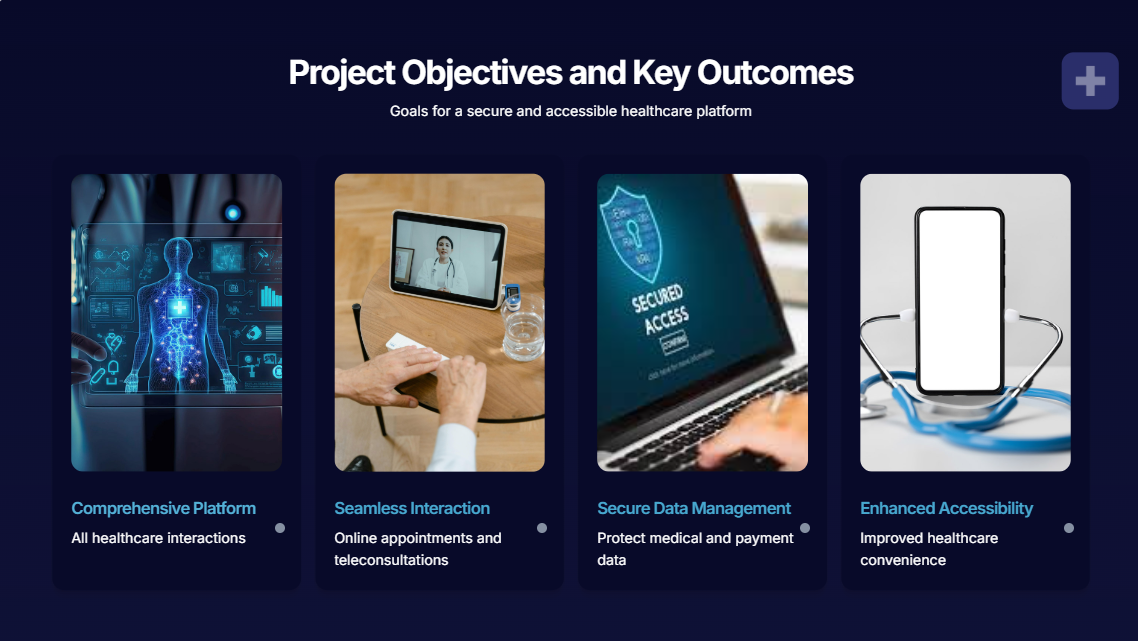 Project Objectives and Key Outcomes
Goals for a secure and accessible healthcare platform
SECURED
ACCESS
CONFIRM
Comprehensive Platform
All healthcare interactions
Seamless Interaction
Online appointments and
teleconsultations
Secure Data Management
Protect medical and payment
data
Enhanced Accessibility
Improved healthcare
convenience